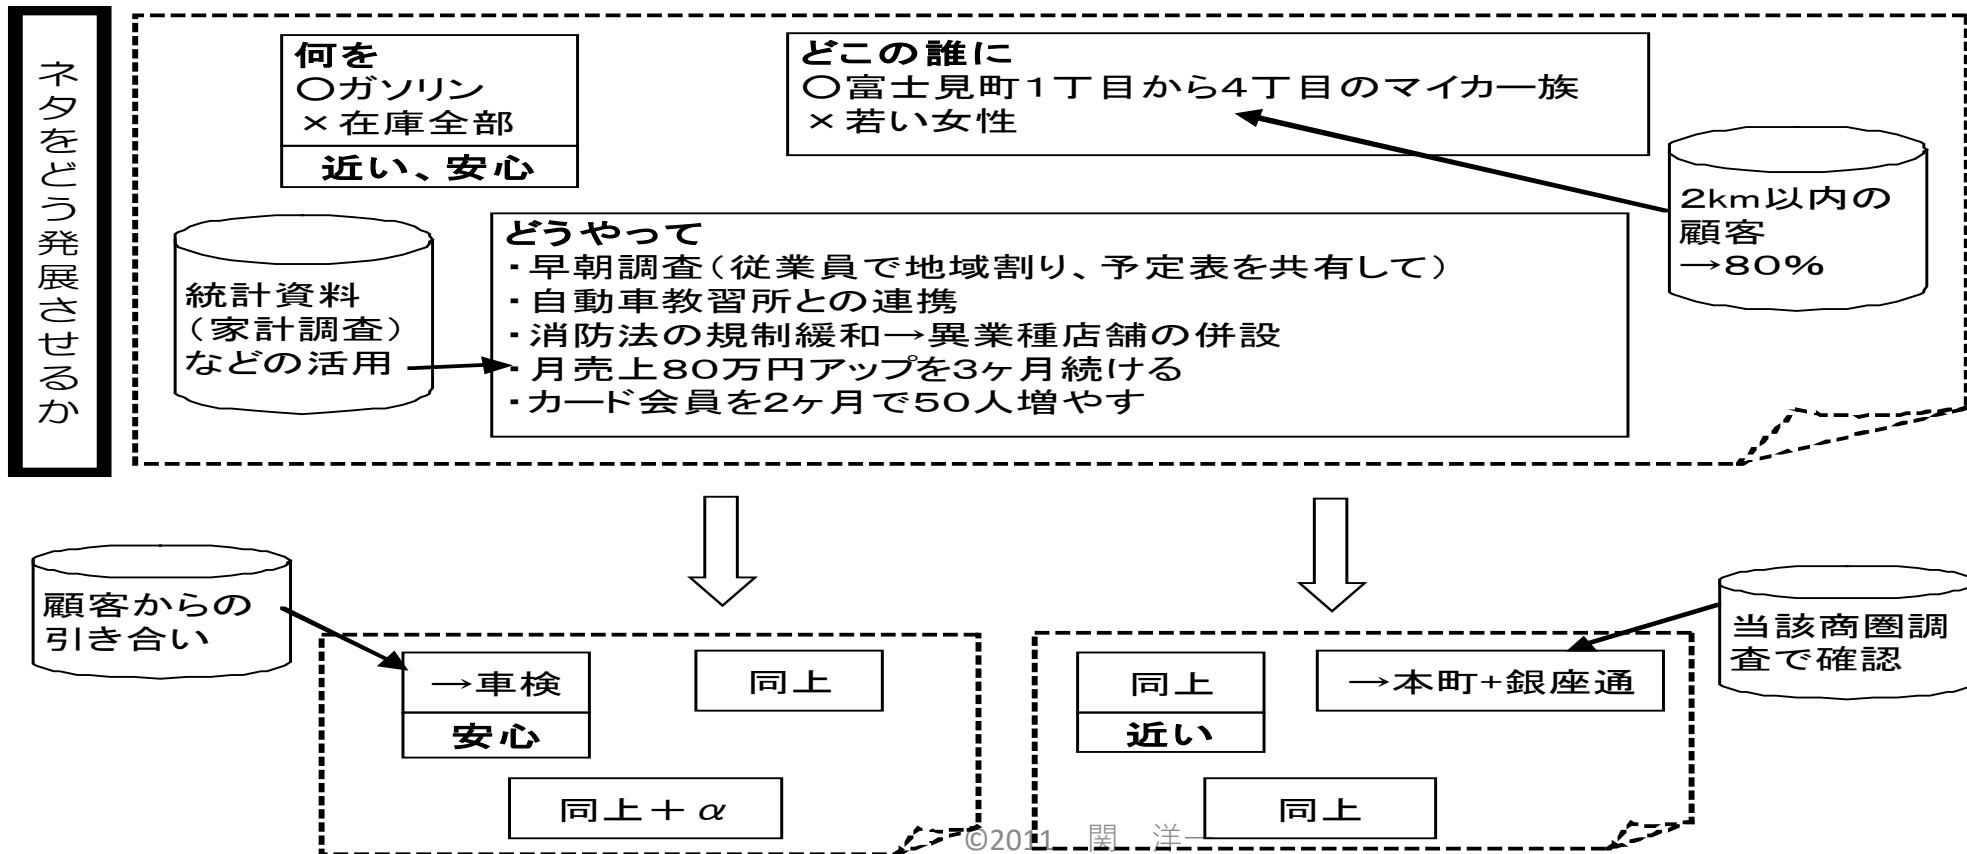 ネタをどう発展させるか
何を
○ガソリン
×在庫全部
近い、安心
どこの誰に
○富士見町1丁目から4丁目のマイカー族
×若い女性
2km以内の
顧客
→80%
統計資料
(家計調査)
などの活用
どうやって
・早朝調査(従業員で地域割り、予定表を共有して)
・自動車教習所との連携
・消防法の規制緩和→異業種店舗の併設
・月売上80万円アップを3ヶ月続ける
・カード会員を2ヶ月で50人増やす
顧客からの
引き合い
→車検
安心
同上
同上+α
同上
近い
→本町+銀座通
同上
当該商圏調
査で確認
©2011 関 洋一